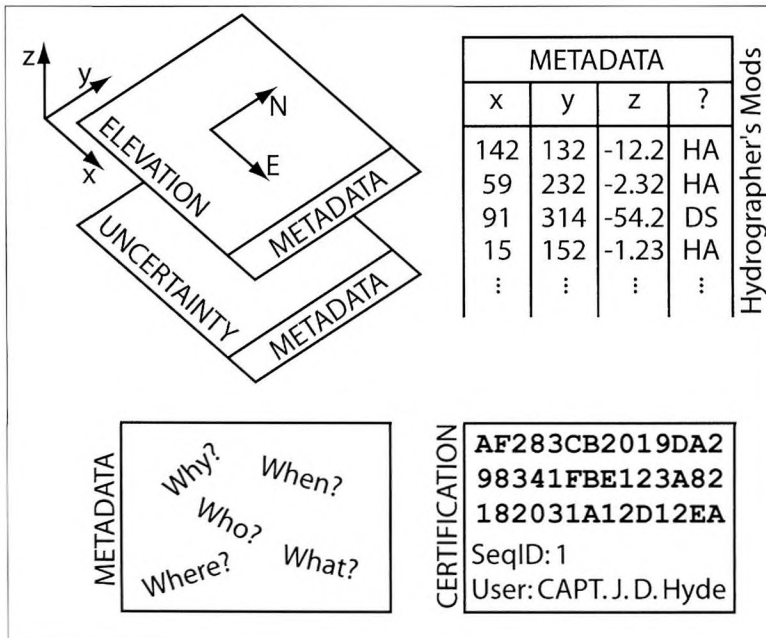 z
y
x
N
E
ELEVATION
METADATA
UNCERTAINTY
METADATA
METADATA
x y z ?
142 132 -12.2 HA
59 232 -2.32 HA
91 314 -54.2 DS
15 152 -1.23 HA
⋮ ⋮ ⋮ ⋮
Hydrographer's Mods
METADATA
Why?
When?
Who?
Where?
What?
CERTIFICATION
AF283CB2019DA2
98341FBE123A82
182031A12D12EA
SeqID: 1
User: CAPT. J. D. Hyde